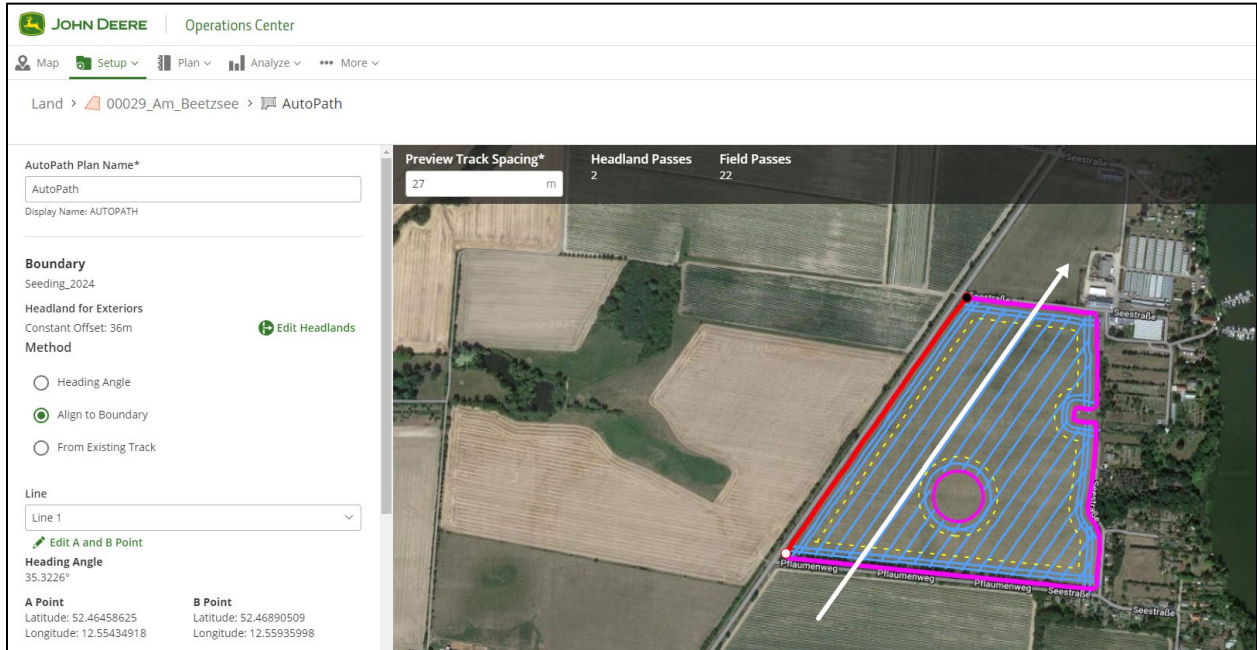 JOHN DEERE Operations Center
Map Setup Plan Analyze More
Land > 00029_Am_Beetzsee > AutoPath
AutoPath Plan Name*
AutoPath
Display Name: AUTOPATH
Boundary
Seeding_2024
Headland for Exteriors
Constant Offset: 36m
Edit Headlands
Method
Heading Angle
Align to Boundary
From Existing Track
Line
Line 1
Edit A and B Point
Heading Angle
35.3226°
A Point
Latitude: 52.46458625
Longitude: 12.55434918
B Point
Latitude: 52.46890509
Longitude: 12.55935998
Preview Track Spacing*
27 m
Headland Passes
2
Field Passes
22
Seestraße
Seestraße
Seestraße
Seestraße
Pflaumenweg
Pflaumenweg
Pflaumenweg
Seestraße
Seestraße